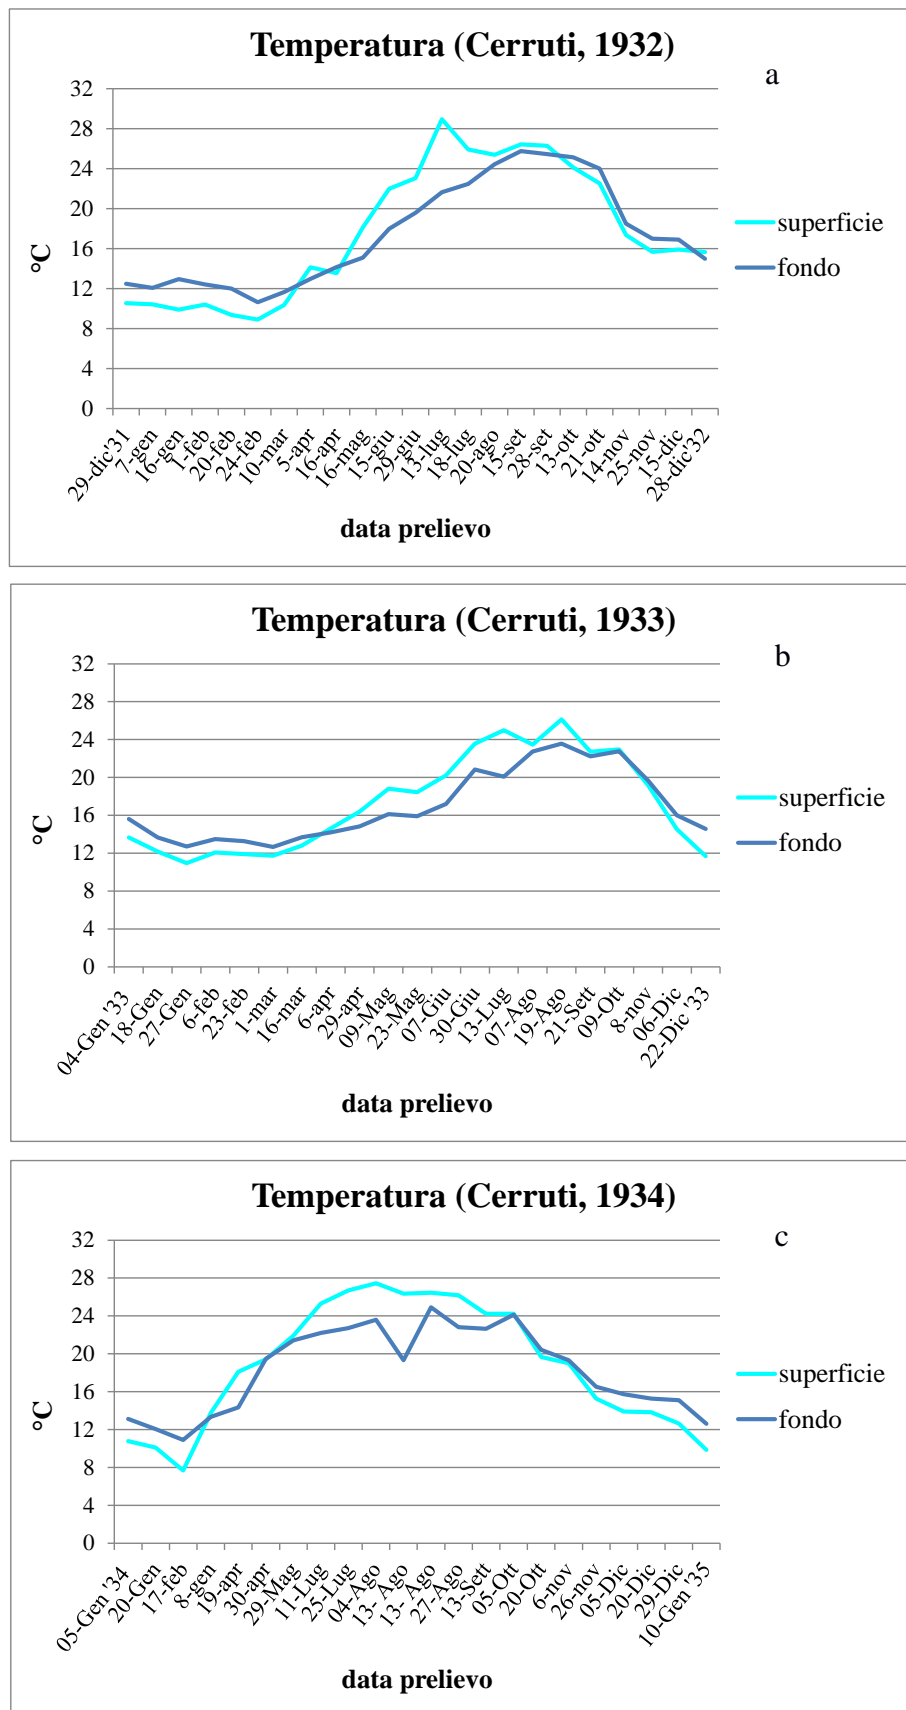 Temperatura (Cerruti, 1932)
a
32
28
24
20
16
12
8
4
0
°C
superficie
fondo
29-dic'31
7-gen
16-gen
1-feb
20-feb
24-feb
10-mar
5-apr
16-apr
16-mag
15-giu
29-giu
13-lug
18-lug
20-ago
15-set
28-set
13-ott
21-ott
14-nov
25-nov
15-dic
28-dic'32
data prelievo
Temperatura (Cerruti, 1933)
b
32
28
24
20
16
12
8
4
0
°C
superficie
fondo
04-Gen '33
18-Gen
27-Gen
6-feb
23-feb
1-mar
16-mar
6-apr
29-apr
09-Mag
23-Mag
07-Giu
30-Giu
13-Lug
07-Ago
19-Ago
21-Sett
09-Ott
8-nov
06-Dic
22-Dic '33
data prelievo
Temperatura (Cerruti, 1934)
c
32
28
24
20
16
12
8
4
0
°C
superficie
fondo
05-Gen '34
20-Gen
17-feb
8-gen
19-apr
30-apr
29-Mag
11-Lug
25-Lug
04-Ago
13- Ago
13- Ago
27-Ago
13-Sett
05-Ott
20-Ott
6-nov
26-nov
05-Dic
20-Dic
29-Dic
10-Gen '35
data prelievo